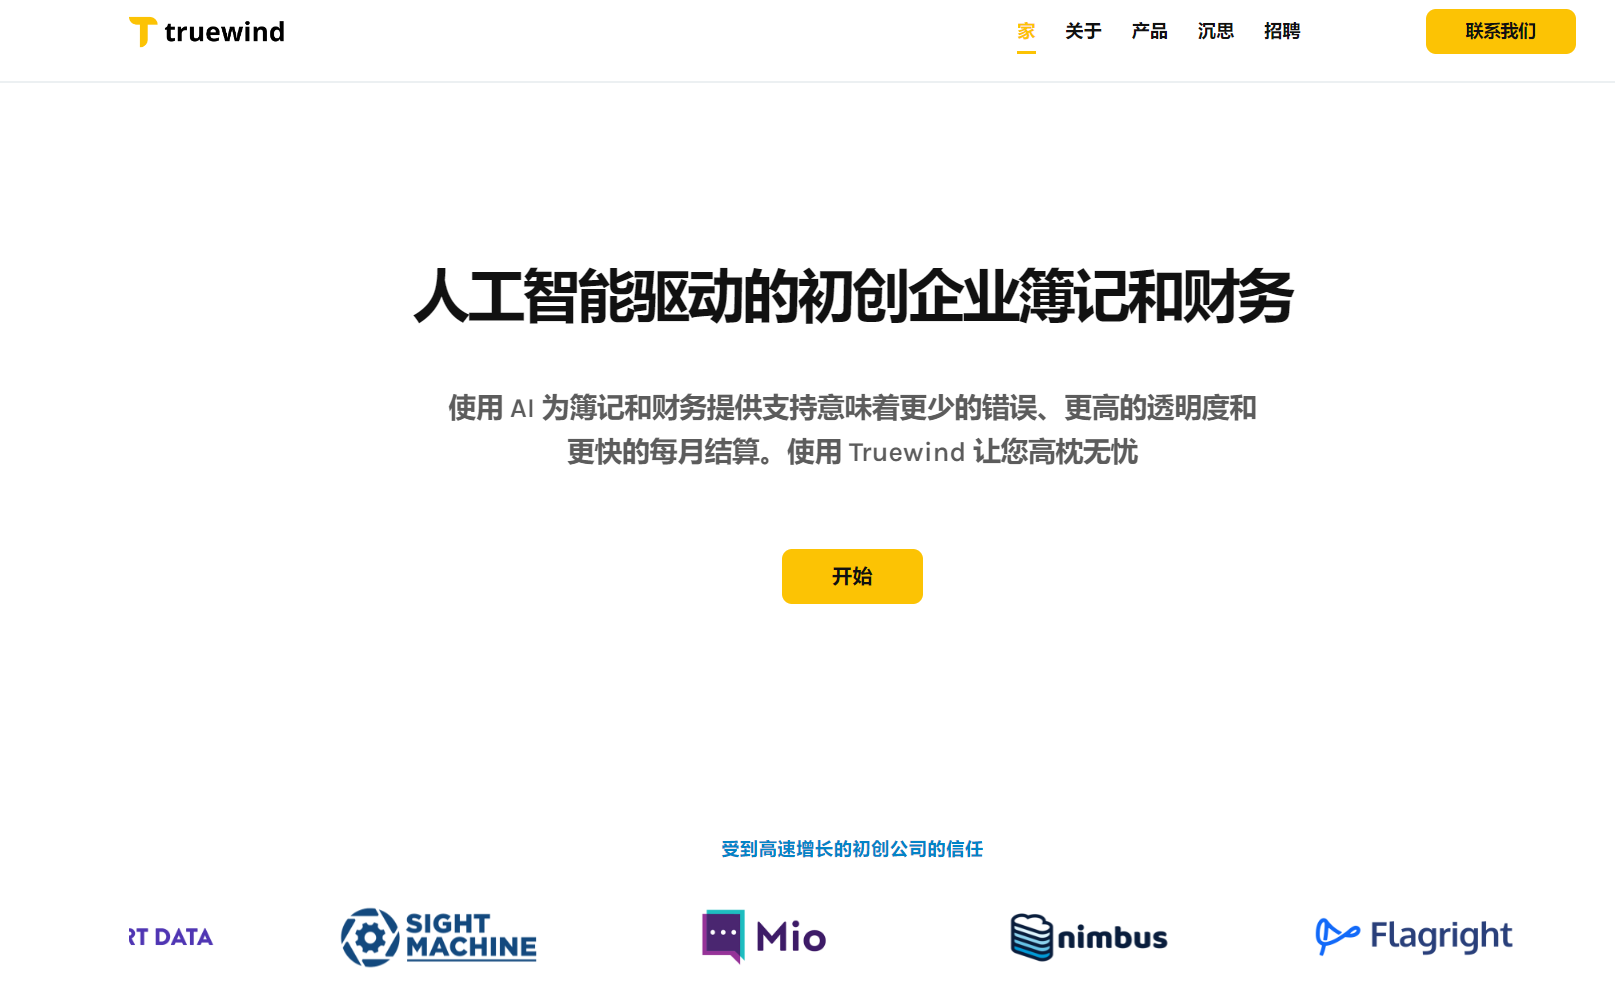 truewind
家 关于 产品 沉思 招聘 联系我们
人工智能驱动的初创企业簿记和财务
使用 AI 为簿记和财务提供支持意味着更少的错误、更高的透明度和
更快的每月结算。使用 Truewind 让您高枕无忧
开始
受到高速增长的初创公司的信任
RT DATA
SIGHT
MACHINE
Mio
nimbus
Flagright